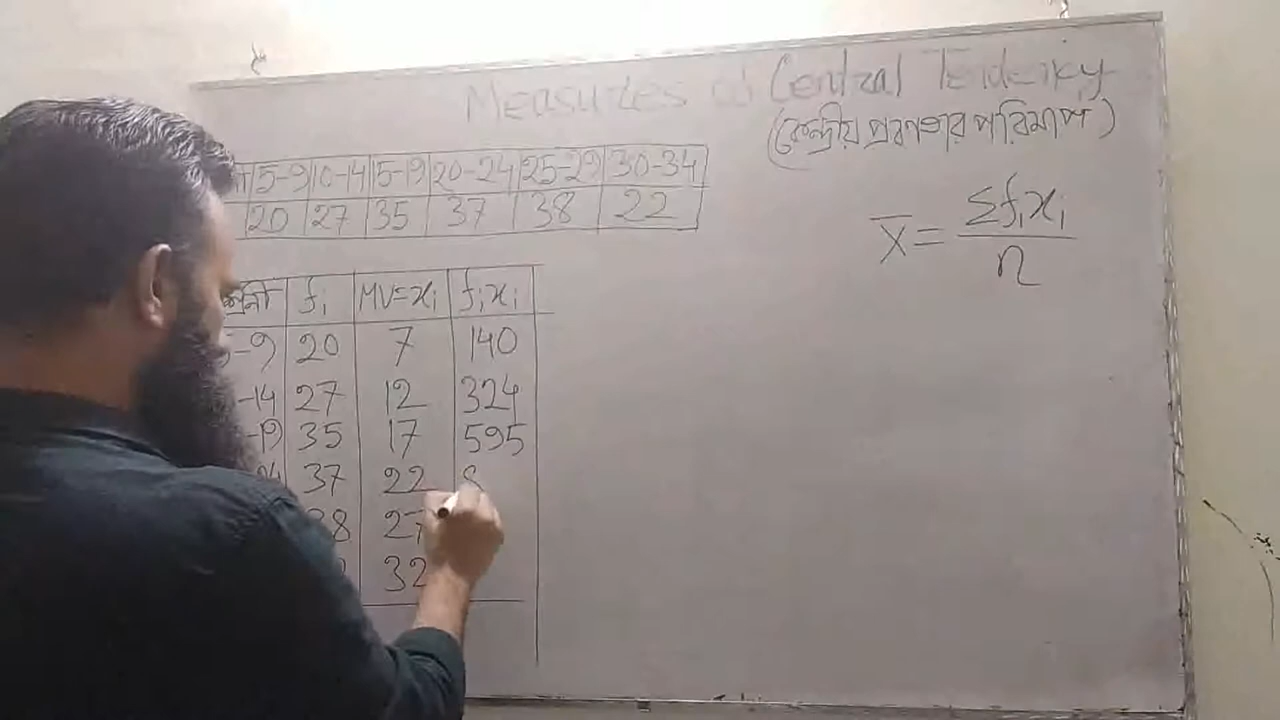 Measures of Central Tendency
(কেন্দ্রীয় প্রবণতার পরিমাপ)
5-9 10-14 15-19 20-24 25-29 30-34
20 27 35 37 38 22
x̄ = Σfᵢxᵢ / n
fᵢ MV=xᵢ fᵢxᵢ
-9 20 7 140
-14 27 12 324
-19 35 17 595
37 22 8
38 27
32